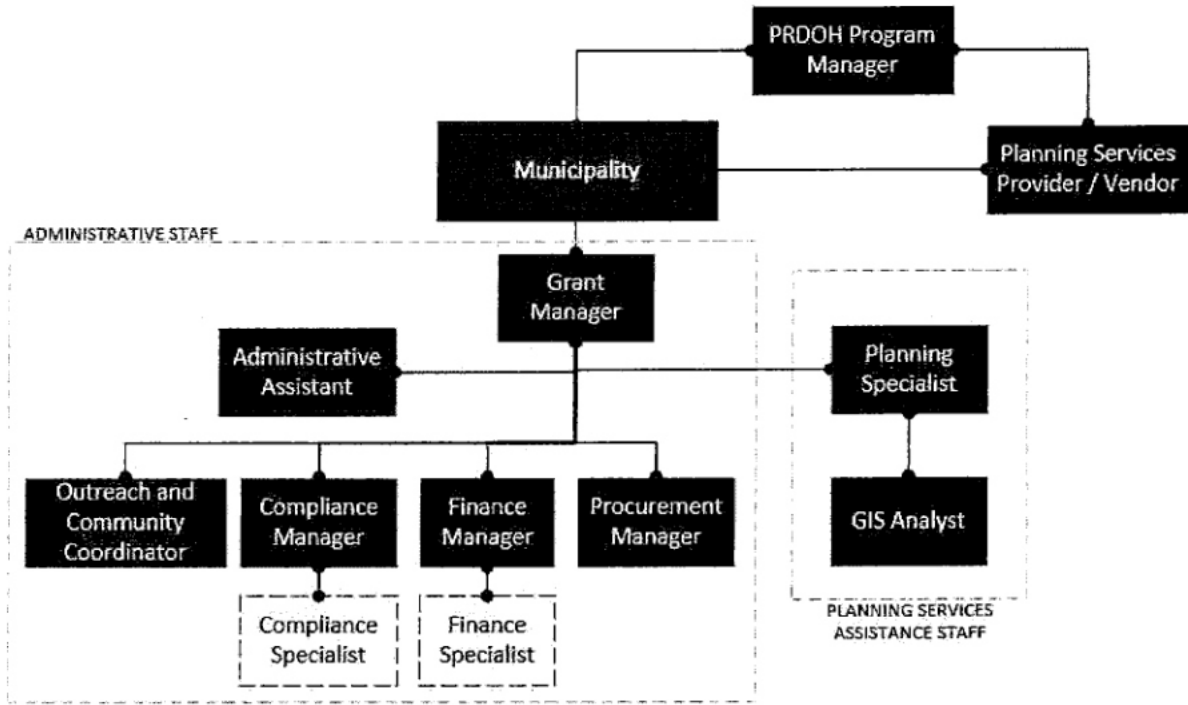 PRDOH Program
Manager
Municipality
Planning Services
Provider / Vendor
ADMINISTRATIVE STAFF
Grant
Manager
Administrative
Assistant
Planning
Specialist
Outreach and
Community
Coordinator
Compliance
Manager
Finance
Manager
Procurement
Manager
GIS Analyst
Compliance
Specialist
Finance
Specialist
PLANNING SERVICES
ASSISTANCE STAFF